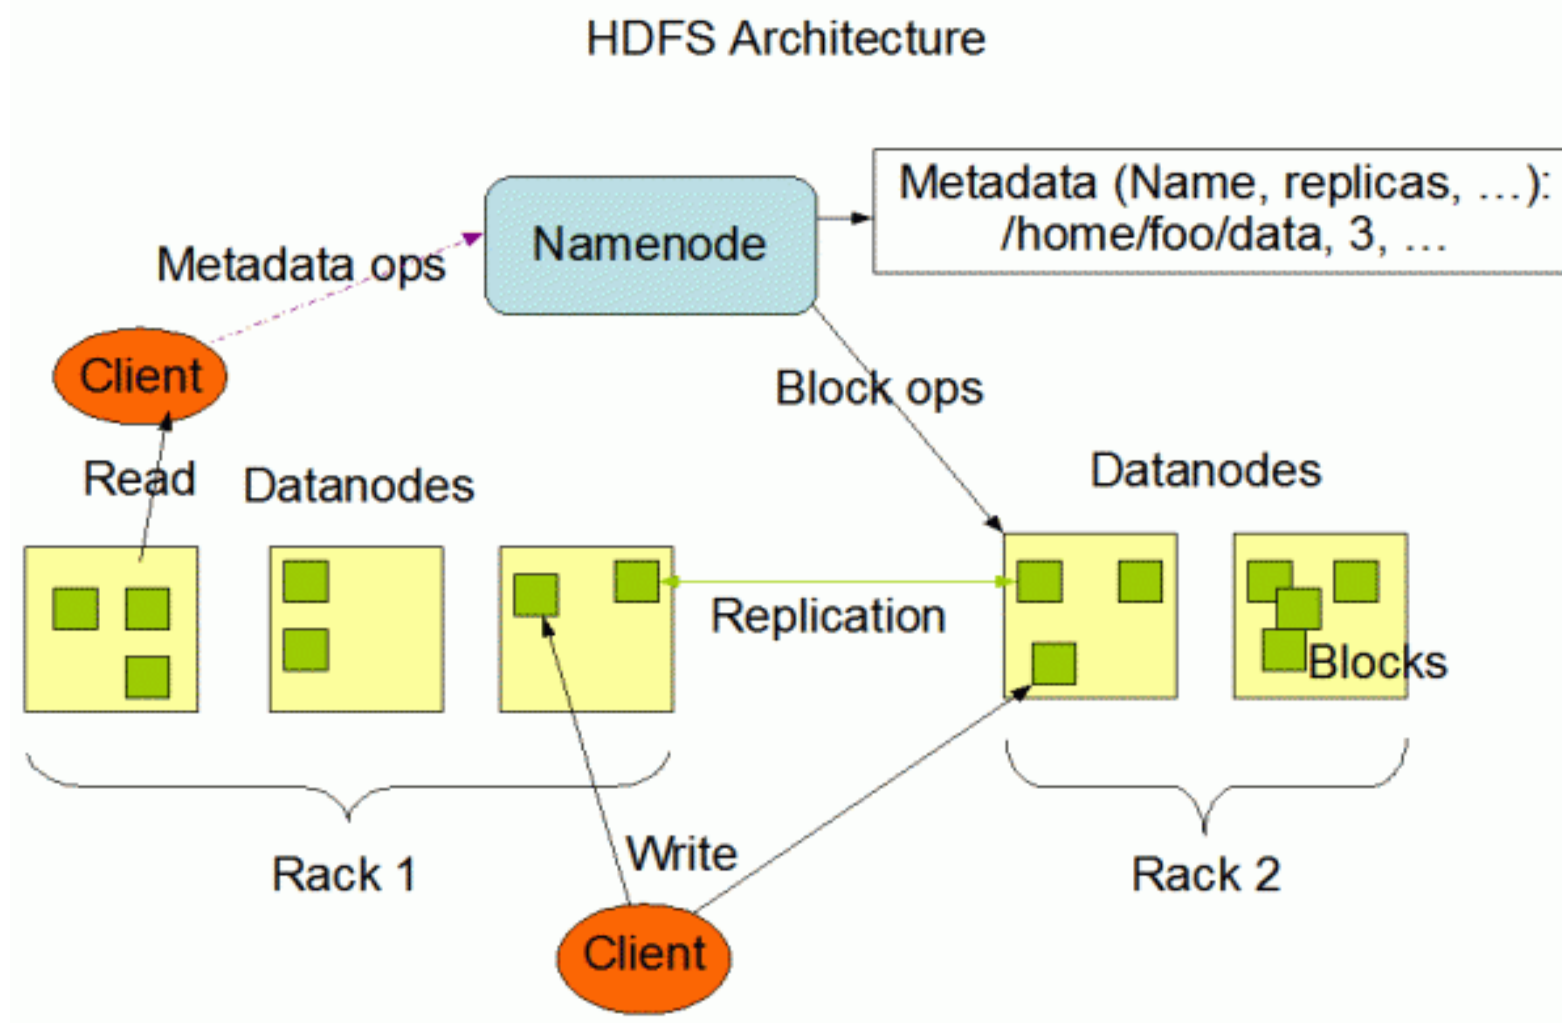 HDFS Architecture
Metadata (Name, replicas, …):
/home/foo/data, 3, …
Namenode
Metadata ops
Client
Block ops
Read
Datanodes
Datanodes
Replication
Blocks
Rack 1
Write
Rack 2
Client